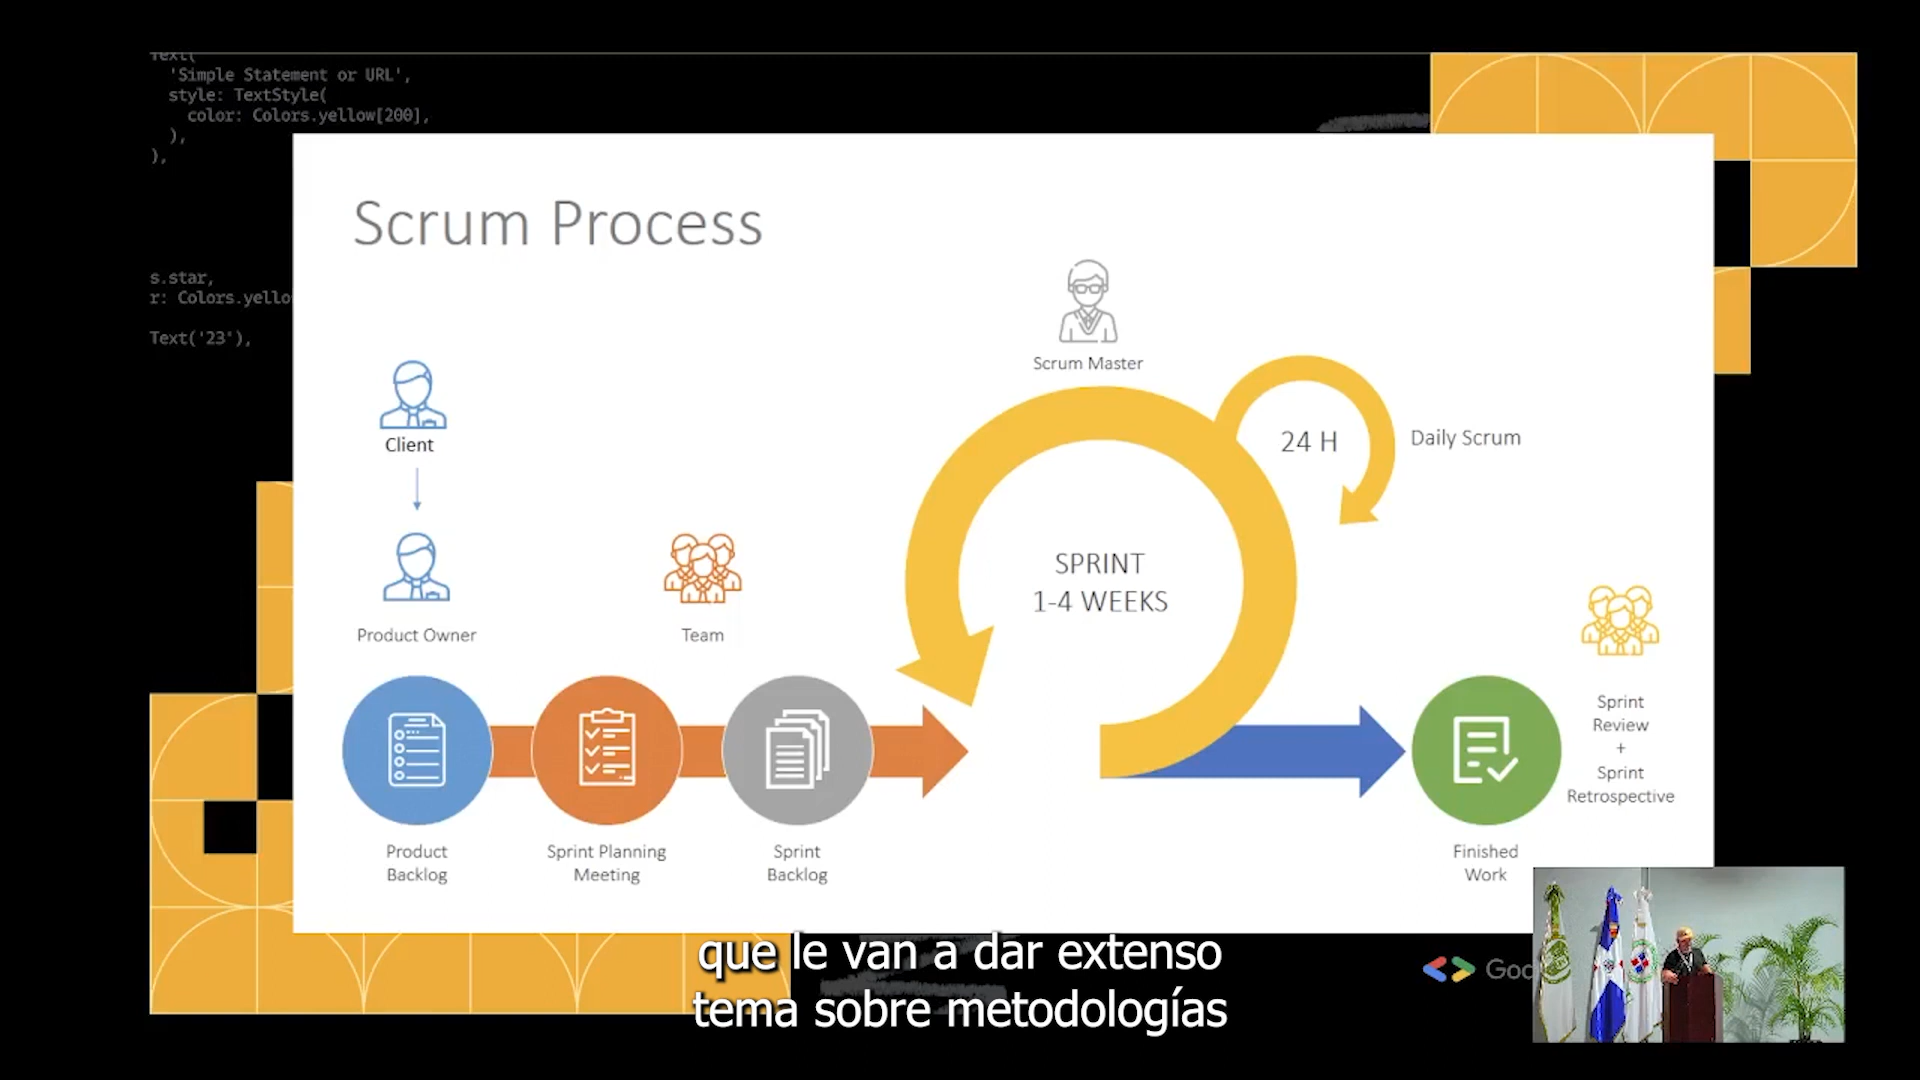 Text(
'Simple Statement or URL',
style: TextStyle(
color: Colors.yellow[200],
),
),
s.star,
r: Colors.yello
Text('23'),
Scrum Process
Scrum Master
Client
24 H
Daily Scrum
SPRINT
1-4 WEEKS
Product Owner
Team
Sprint
Review
+
Sprint
Retrospective
Product
Backlog
Sprint Planning
Meeting
Sprint
Backlog
Finished
Work
que le van a dar extenso
tema sobre metodologías